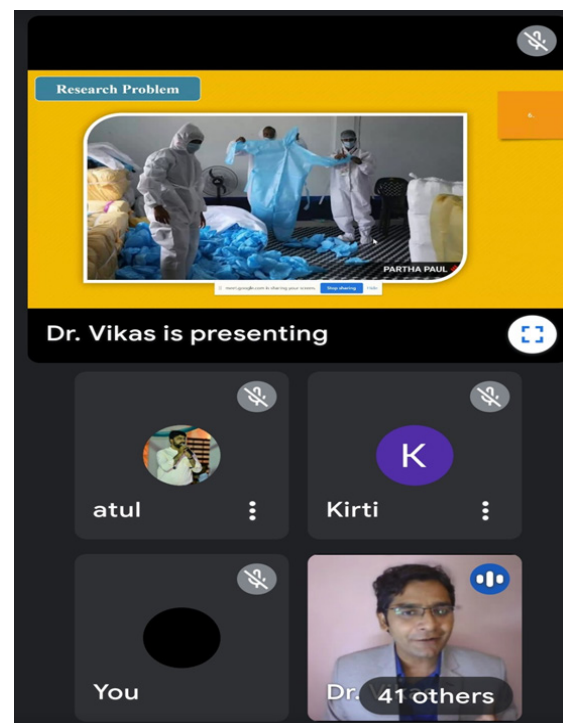 Research Problem
PARTHA PAUL
meet.google.com is sharing your screen.
Stop sharing
Hide
Dr. Vikas is presenting
atul
K
Kirti
You
Dr.
41 others